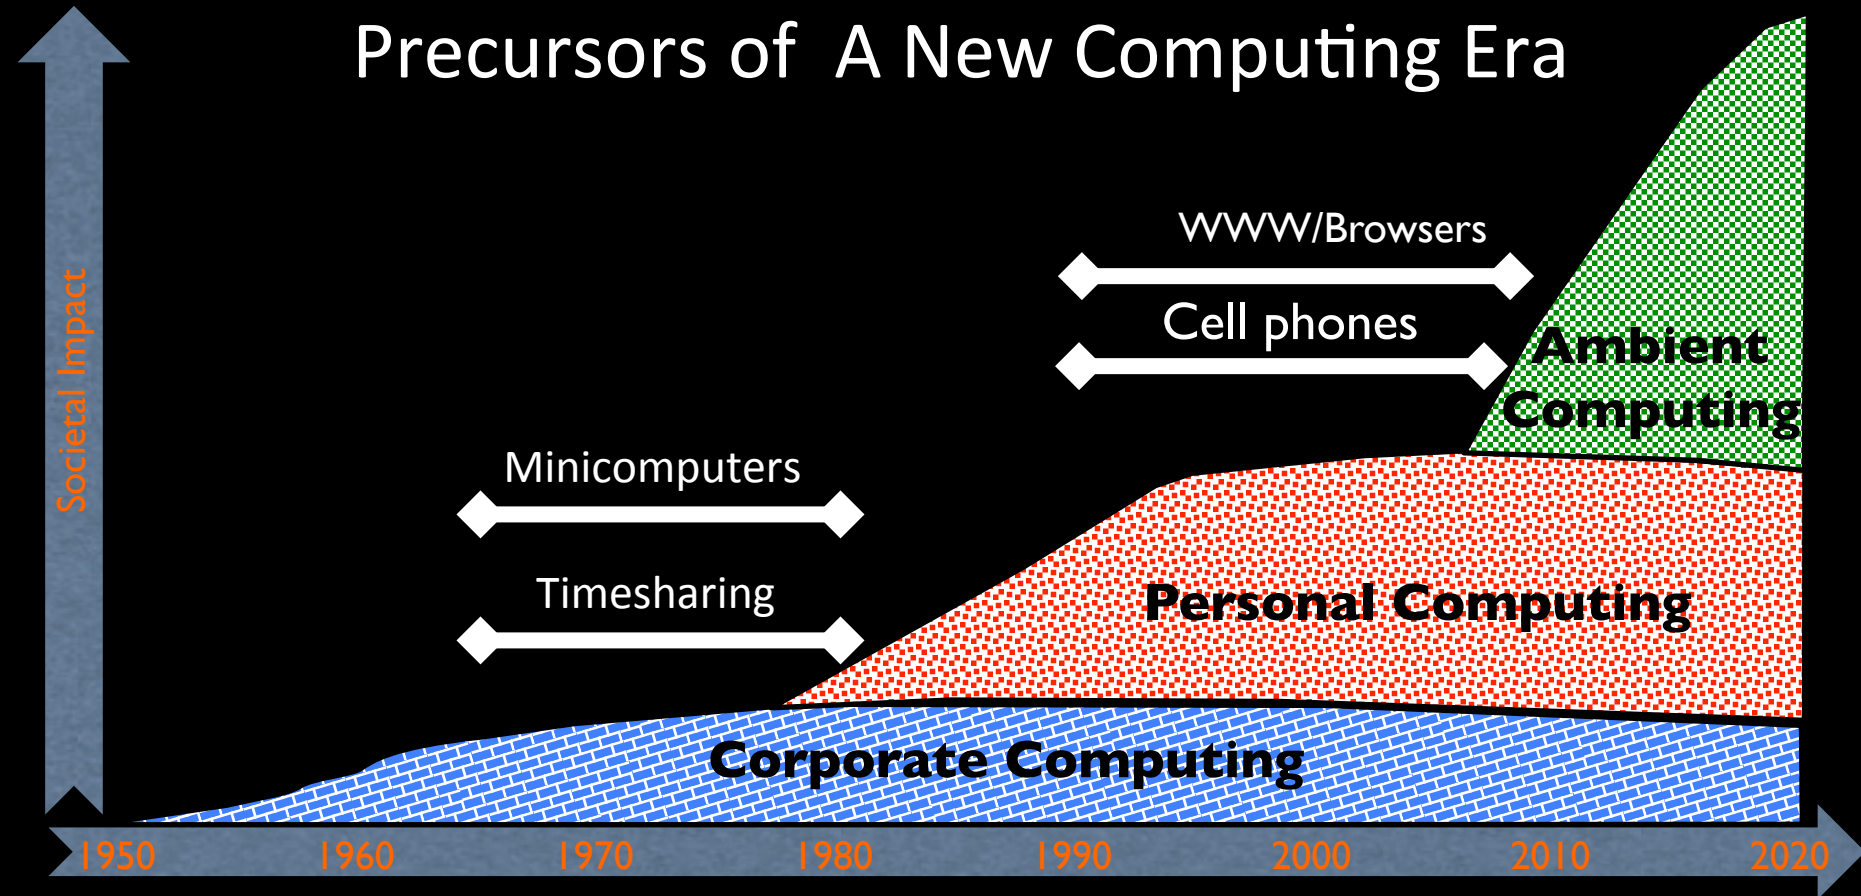 Precursors of  A New Computing Era
Societal Impact
WWW/Browsers
Cell phones
Ambient
Computing
Minicomputers
Timesharing
Personal Computing
Corporate Computing
1950 1960 1970 1980 1990 2000 2010 2020